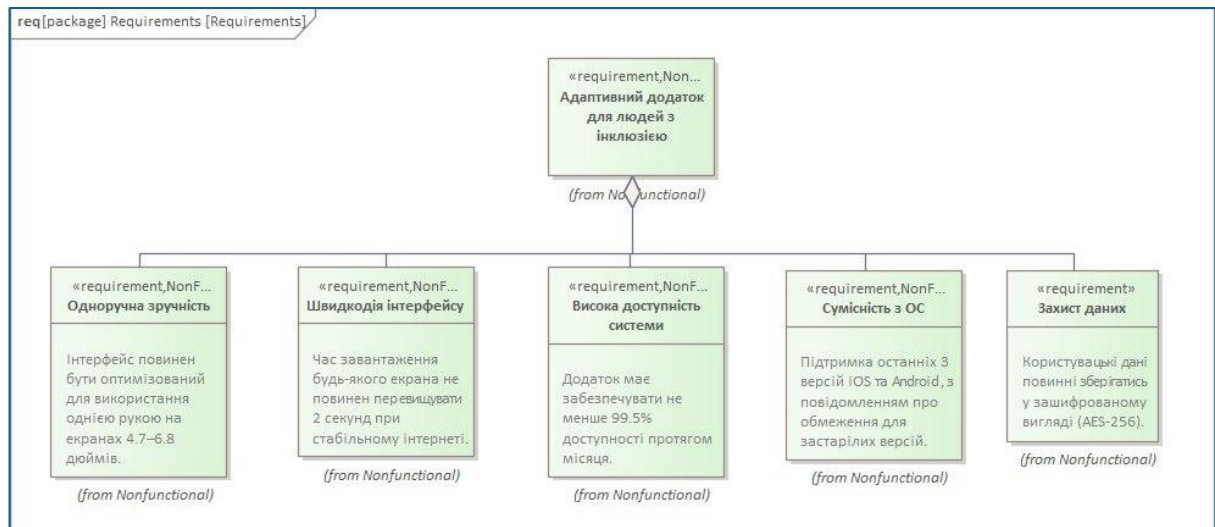 req [package] Requirements [Requirements]
«requirement,Non...
Адаптивний додаток
для людей з
інклюзією
(from Nonfunctional)
«requirement,NonF...
Одноручна зручність
Інтерфейс повинен
бути оптимізований
для використання
однією рукою на
екранах 4.7–6.8
дюймів.
(from Nonfunctional)
«requirement,NonF...
Швидкодія інтерфейсу
Час завантаження
будь-якого екрана не
повинен перевищувати
2 секунд при
стабільному інтернеті.
(from Nonfunctional)
«requirement,NonF...
Висока доступність
системи
Додаток має
забезпечувати не
менше 99.5%
доступності протягом
місяця.
(from Nonfunctional)
«requirement,NonF...
Сумісність з ОС
Підтримка останніх 3
версій iOS та Android, з
повідомленням про
обмеження для
застарілих версій.
(from Nonfunctional)
«requirement»
Захист даних
Користувацькі дані
повинні зберігатись
у зашифрованому
вигляді (AES-256).
(from Nonfunctional)